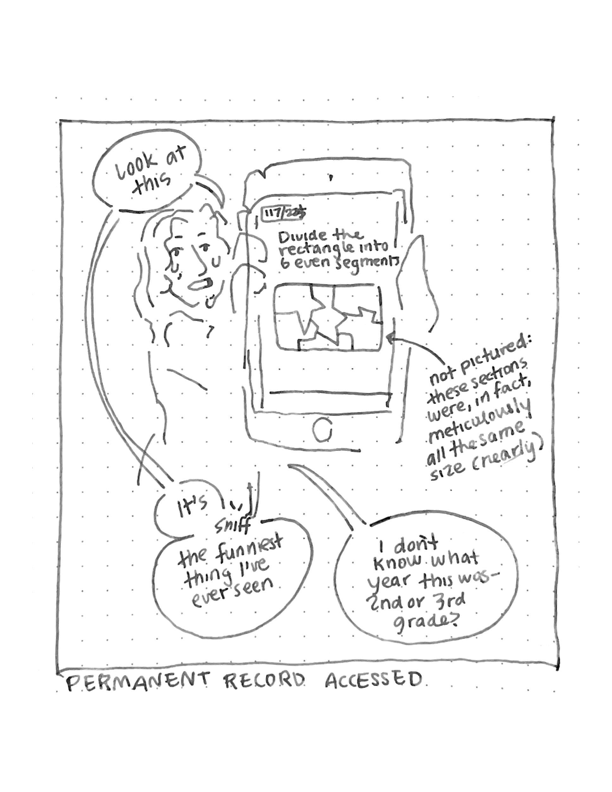 Look at
this
117/225
Divide the
rectangle into
6 even segments
not pictured:
these sections
were, in fact,
meticulously
all the same
size (nearly)
It's
sniff
the funniest
thing I've
ever seen
I don't
know what
year this was—
2nd or 3rd
grade?
PERMANENT RECORD ACCESSED.